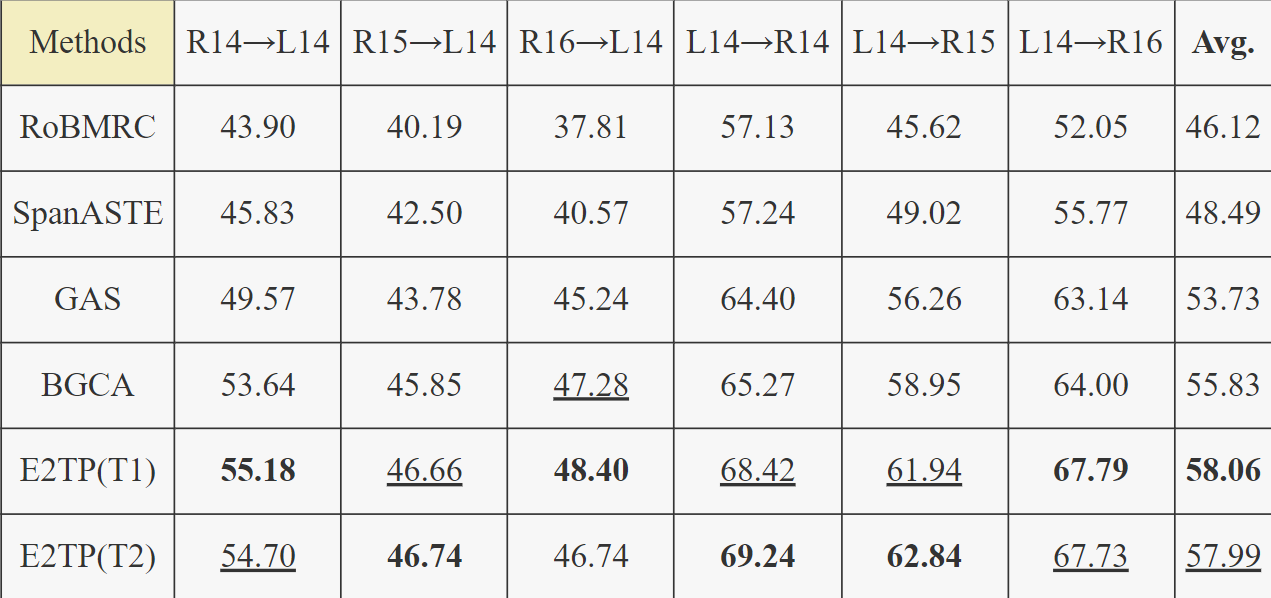 Methods R14→L14 R15→L14 R16→L14 L14→R14 L14→R15 L14→R16 Avg.
RoBMRC 43.90 40.19 37.81 57.13 45.62 52.05 46.12
SpanASTE 45.83 42.50 40.57 57.24 49.02 55.77 48.49
GAS 49.57 43.78 45.24 64.40 56.26 63.14 53.73
BGCA 53.64 45.85 47.28 65.27 58.95 64.00 55.83
E2TP(T1) 55.18 46.66 48.40 68.42 61.94 67.79 58.06
E2TP(T2) 54.70 46.74 46.74 69.24 62.84 67.73 57.99